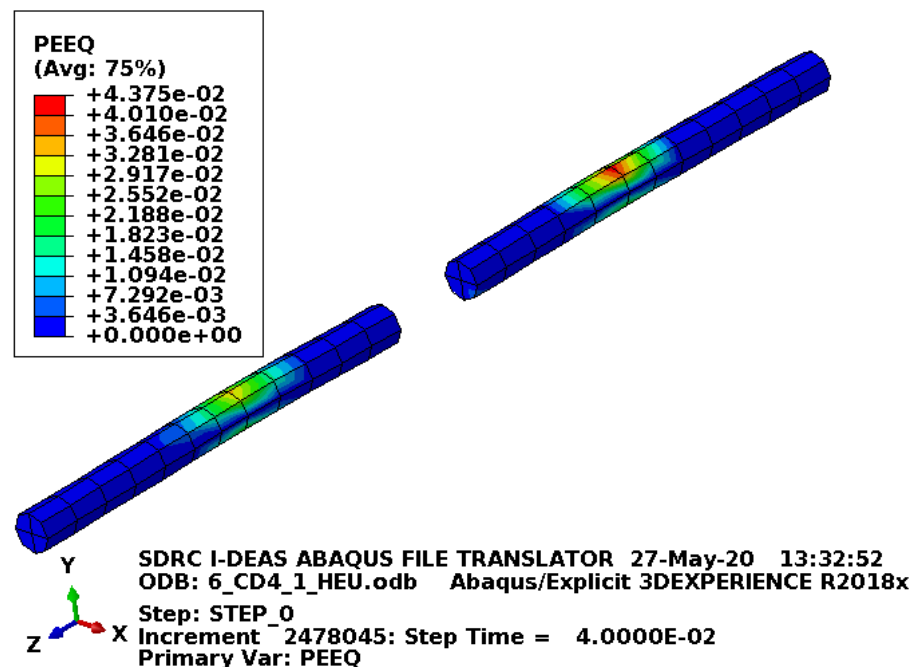 PEEQ
(Avg: 75%)
+4.375e-02
+4.010e-02
+3.646e-02
+3.281e-02
+2.917e-02
+2.552e-02
+2.188e-02
+1.823e-02
+1.458e-02
+1.094e-02
+7.292e-03
+3.646e-03
+0.000e+00
Y
Z
X
SDRC I-DEAS ABAQUS FILE TRANSLATOR 27-May-20 13:32:52
ODB: 6_CD4_1_HEU.odb Abaqus/Explicit 3DEXPERIENCE R2018x
Step: STEP_0
Increment 2478045: Step Time = 4.0000E-02
Primary Var: PEEQ